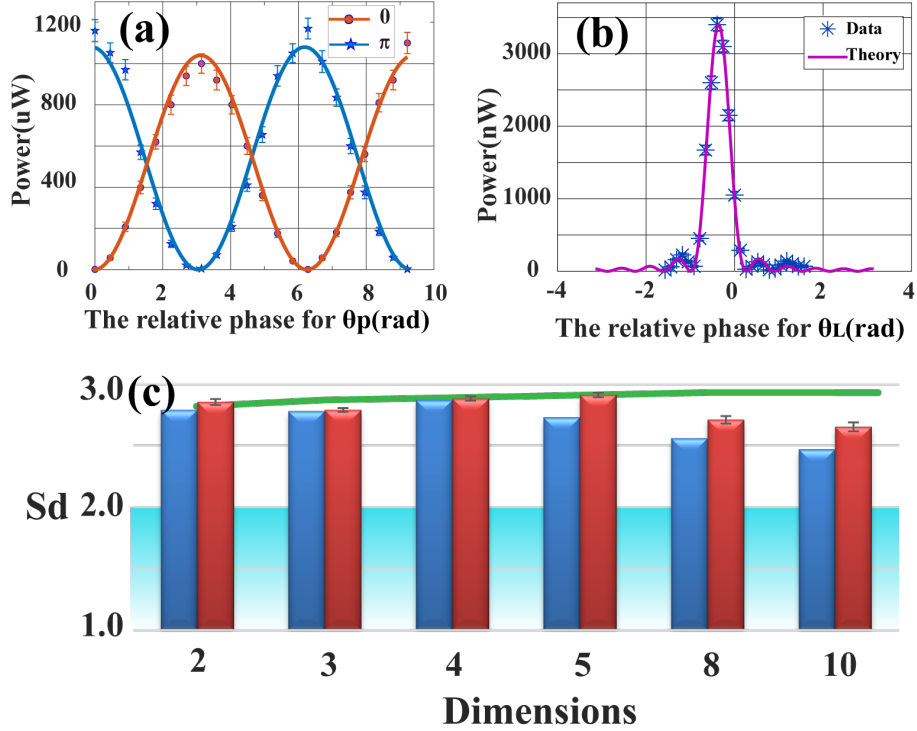 (a)
1200
800
400
0
Power(uW)
0
π
0 2 4 6 8 10
The relative phase for θp(rad)
(b)
3000
2000
1000
0
Power(nW)
Data
Theory
-4 -2 0 2 4
The relative phase for θL(rad)
(c)
3.0
Sd 2.0
1.0
2 3 4 5 8 10
Dimensions